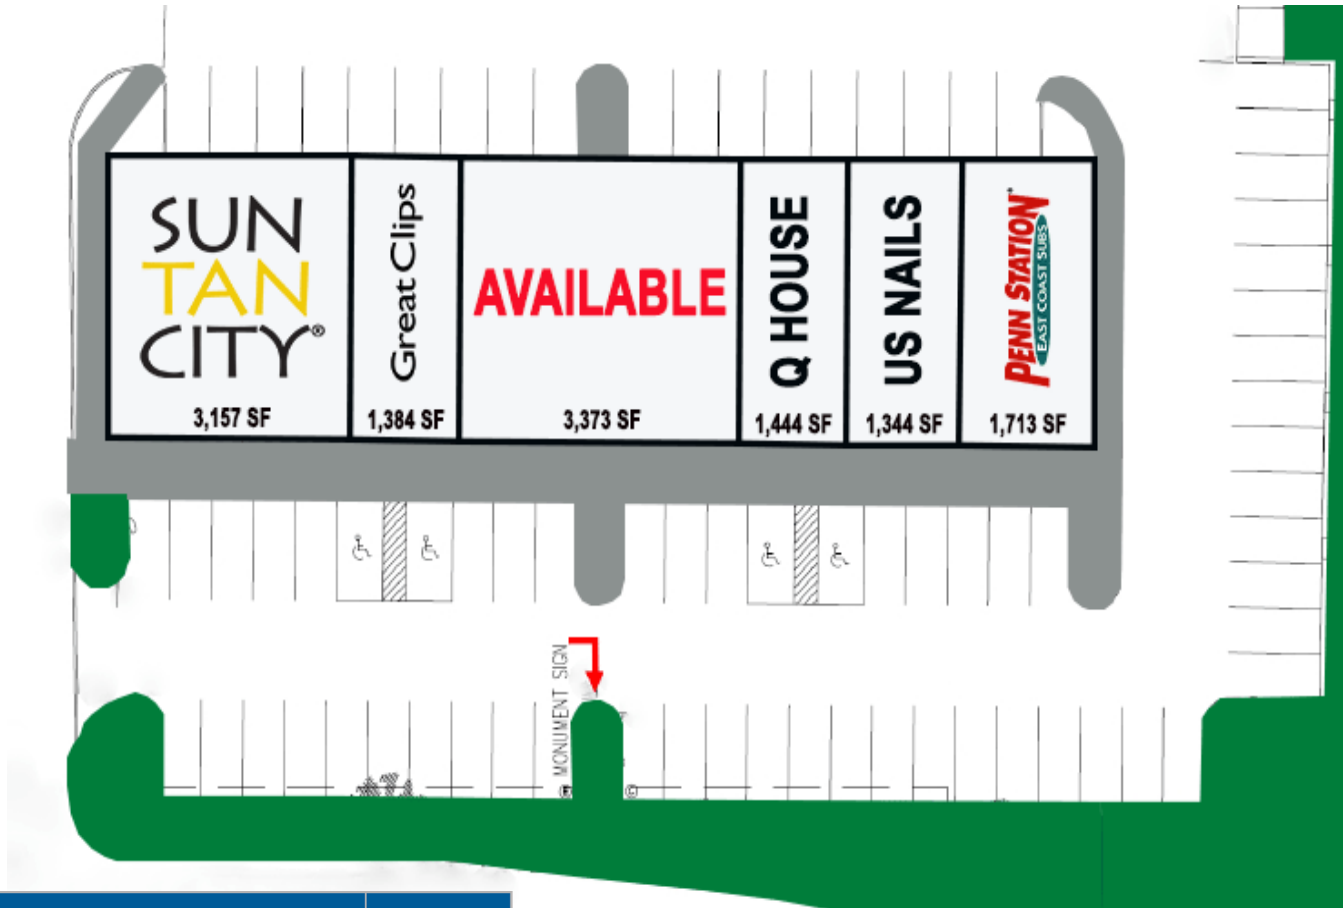 SUN
TAN
CITY®
3,157 SF
Great Clips
1,384 SF
AVAILABLE
3,373 SF
Q HOUSE
1,444 SF
US NAILS
1,344 SF
PENN STATION®
EAST COAST SUBS
1,713 SF
MONUMENT SIGN